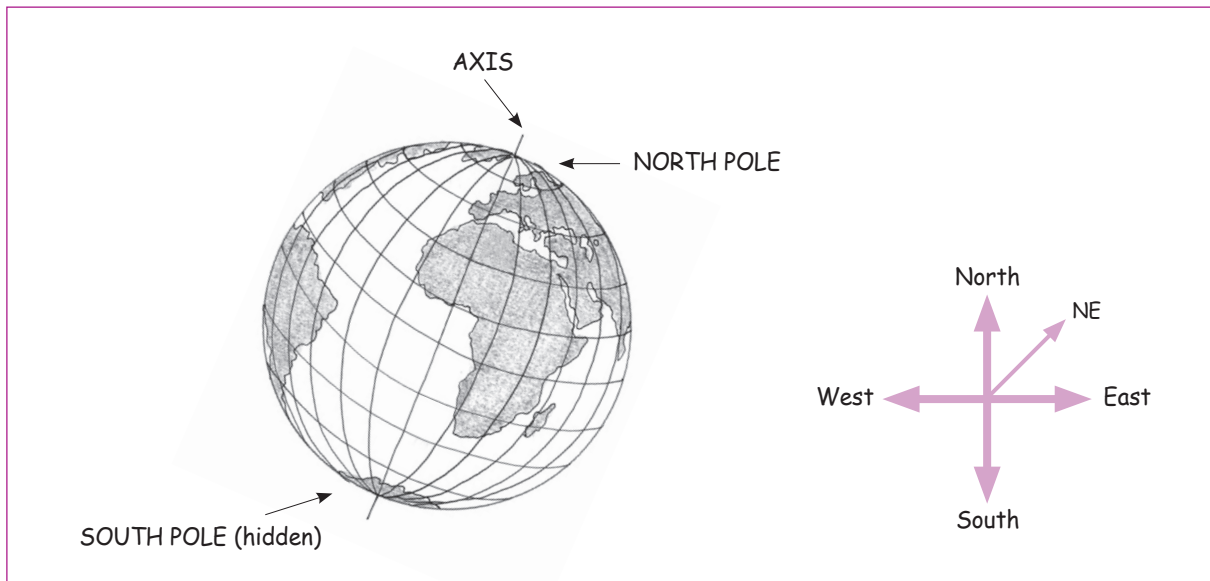 AXIS
NORTH POLE
SOUTH POLE (hidden)
North
NE
West
East
South